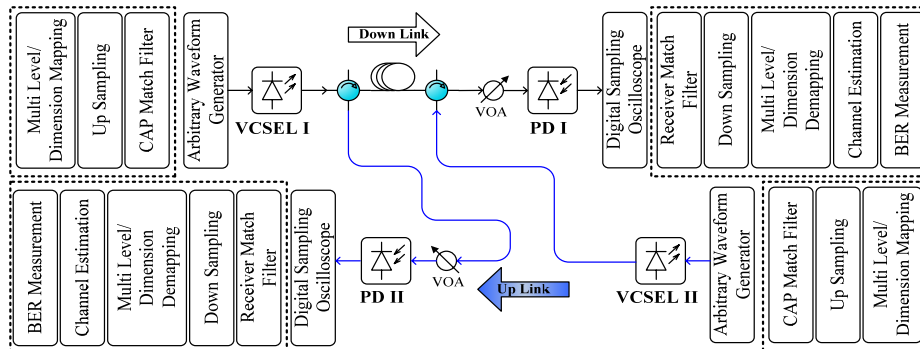 Multi Level/
Dimension Mapping
Up Sampling
CAP Match Filter
Arbitrary Waveform
Generator
VCSEL I
Down Link
VOA
PD I
Digital Sampling
Oscilloscope
Receiver Match
Filter
Down Sampling
Multi Level/
Dimension
Demapping
Channel Estimation
BER Measurement
BER Measurement
Channel Estimation
Multi Level/
Dimension
Demapping
Down Sampling
Receiver Match
Filter
Digital Sampling
Oscilloscope
PD II
VOA
Up Link
VCSEL II
Arbitrary Waveform
Generator
CAP Match Filter
Up Sampling
Multi Level/
Dimension Mapping